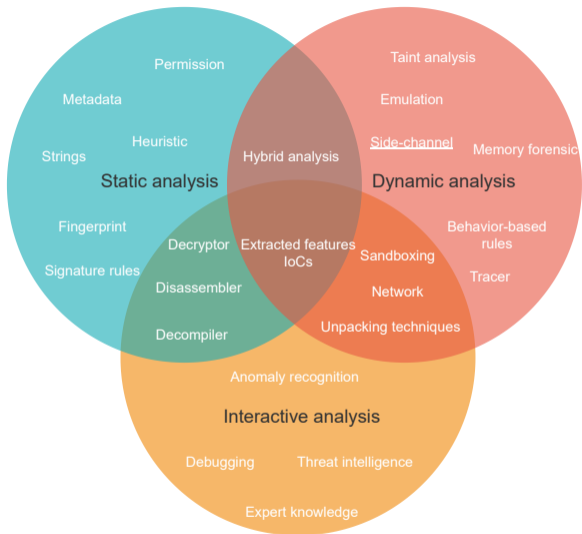 Taint analysis
Permission
Metadata
Emulation
Heuristic
Side-channel
Strings
Hybrid analysis
Memory forensic
Static analysis
Dynamic analysis
Fingerprint
Behavior-based
rules
Decryptor
Extracted features
IoCs
Sandboxing
Signature rules
Tracer
Disassembler
Network
Decompiler
Unpacking techniques
Anomaly recognition
Interactive analysis
Debugging
Threat intelligence
Expert knowledge